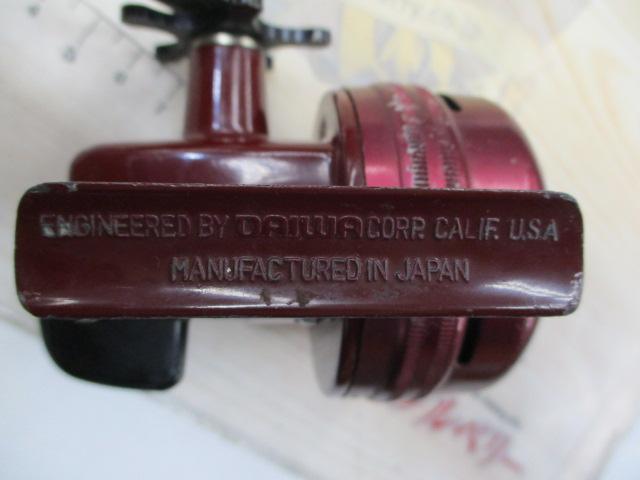 ENGINEERED BY DAIWA CORP. CALIF. U.S.A
MANUFACTURED IN JAPAN